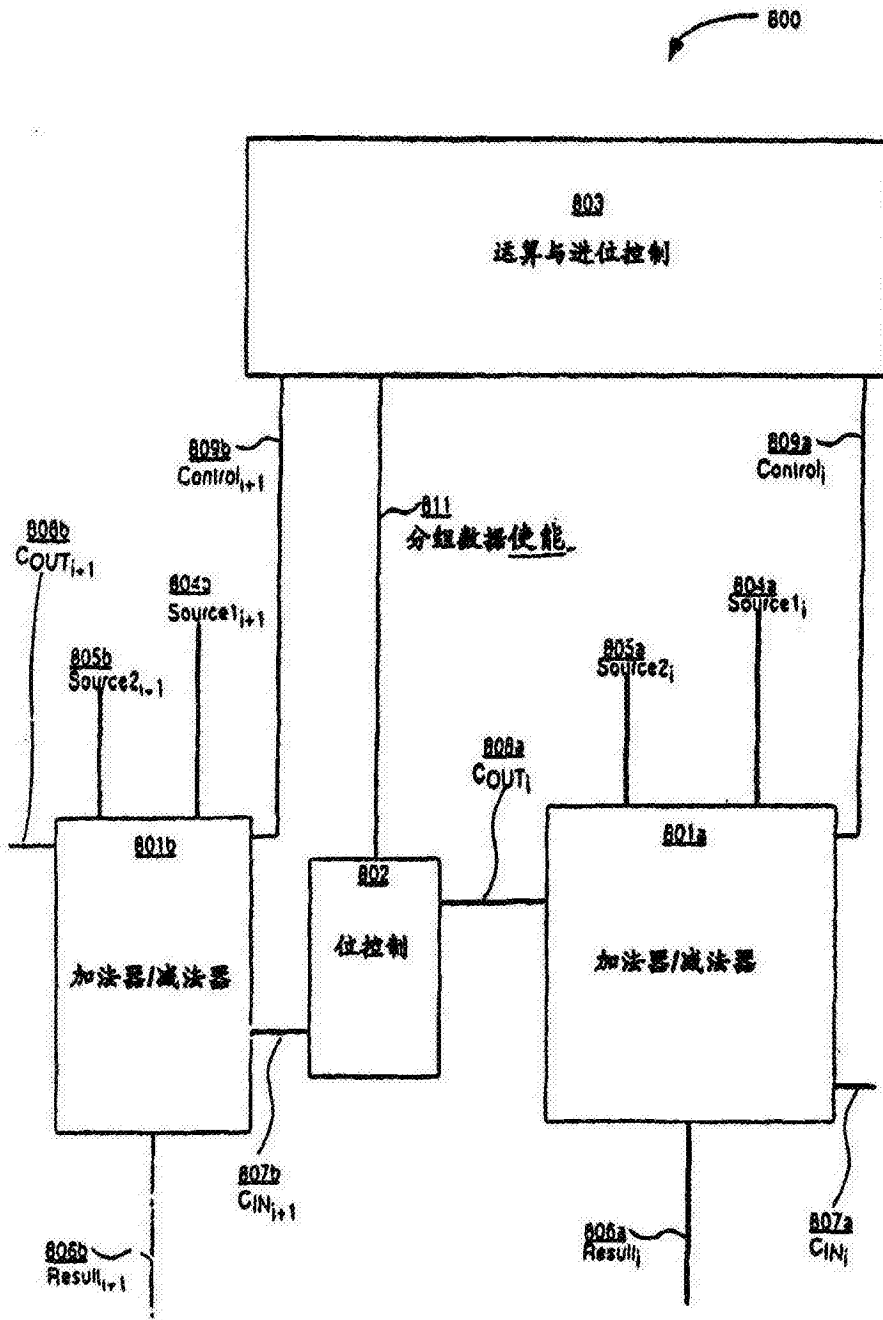 800
803
运算与进位控制
809b
Control i+1
809a
Control i
811
分组数据使能
808b
COUT i+1
804b
Source1 i+1
805b
Source2 i+1
804a
Source1 i
805a
Source2 i
808a
COUT i
801b
加法器/减法器
802
位控制
801a
加法器/减法器
807b
CIN i+1
807a
CIN i
806b
Result i+1
806a
Result i